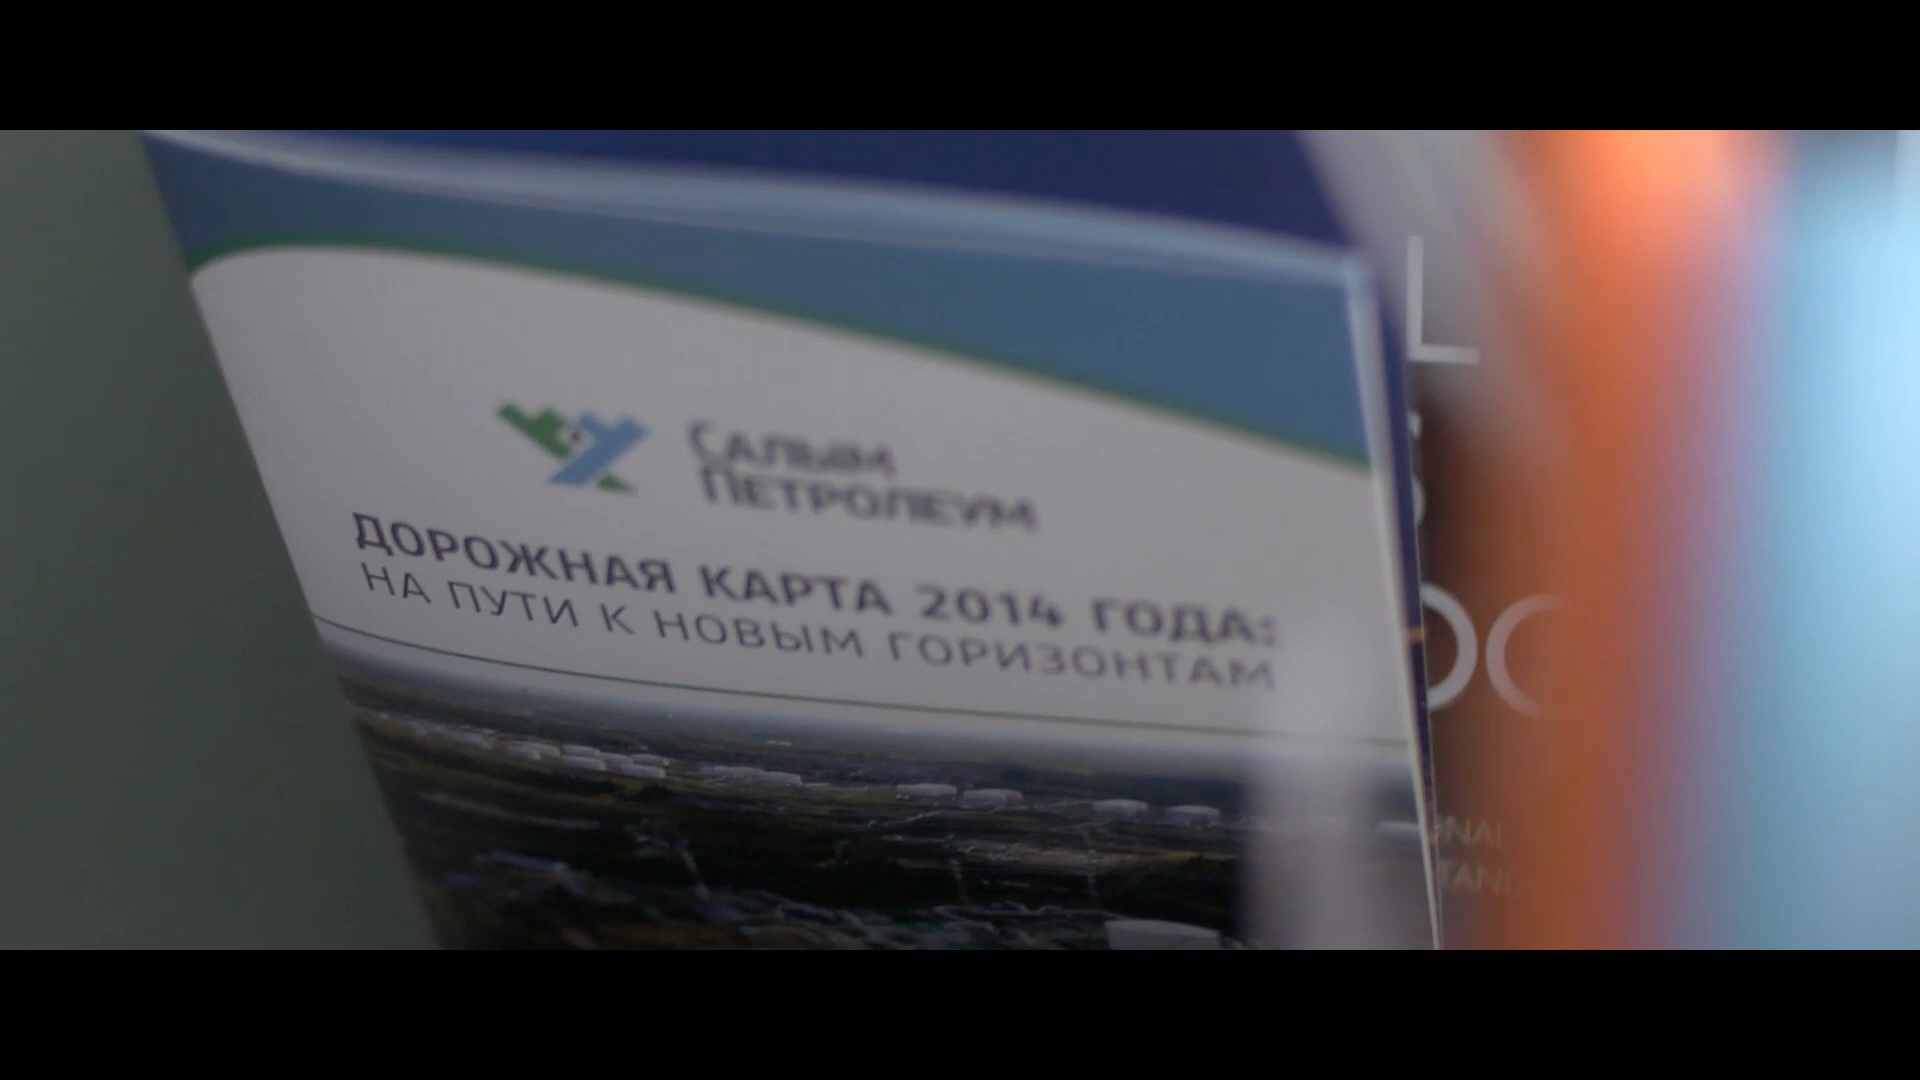 Салым
Петролеум
ДОРОЖНАЯ КАРТА 2014 ГОДА:
НА ПУТИ К НОВЫМ ГОРИЗОНТАМ